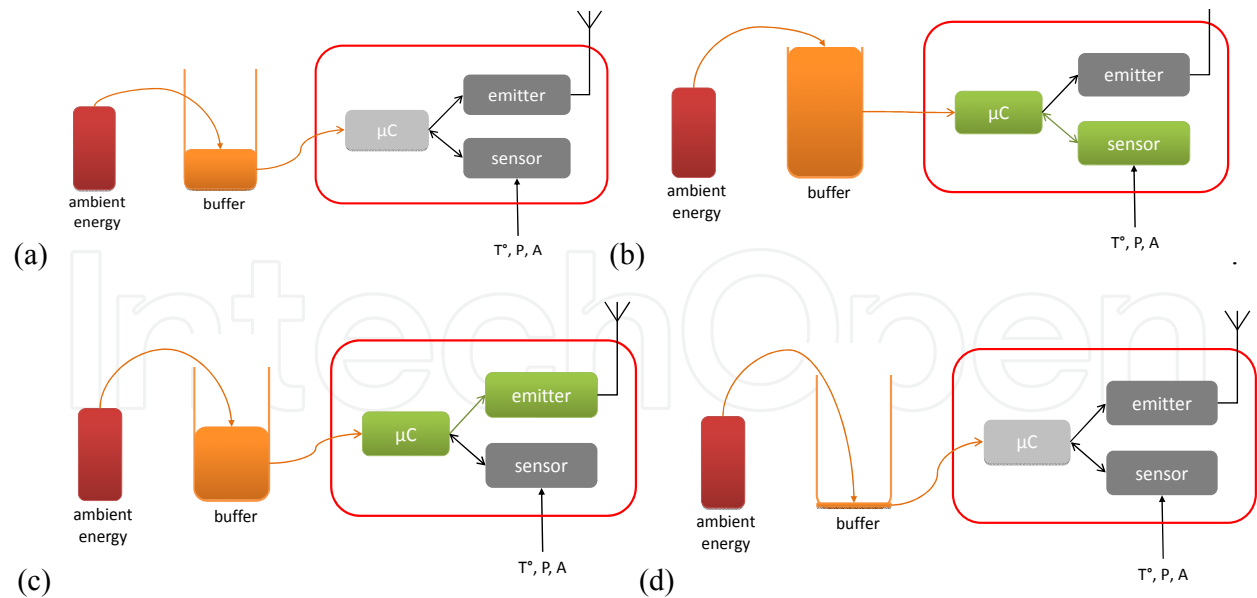 emitter
µC
sensor
ambient
energy
buffer
T°, P, A
(a)
emitter
µC
sensor
ambient
energy
buffer
T°, P, A
(b)
IntechOpen
emitter
µC
sensor
ambient
energy
buffer
T°, P, A
(c)
emitter
µC
sensor
ambient
energy
buffer
T°, P, A
(d)